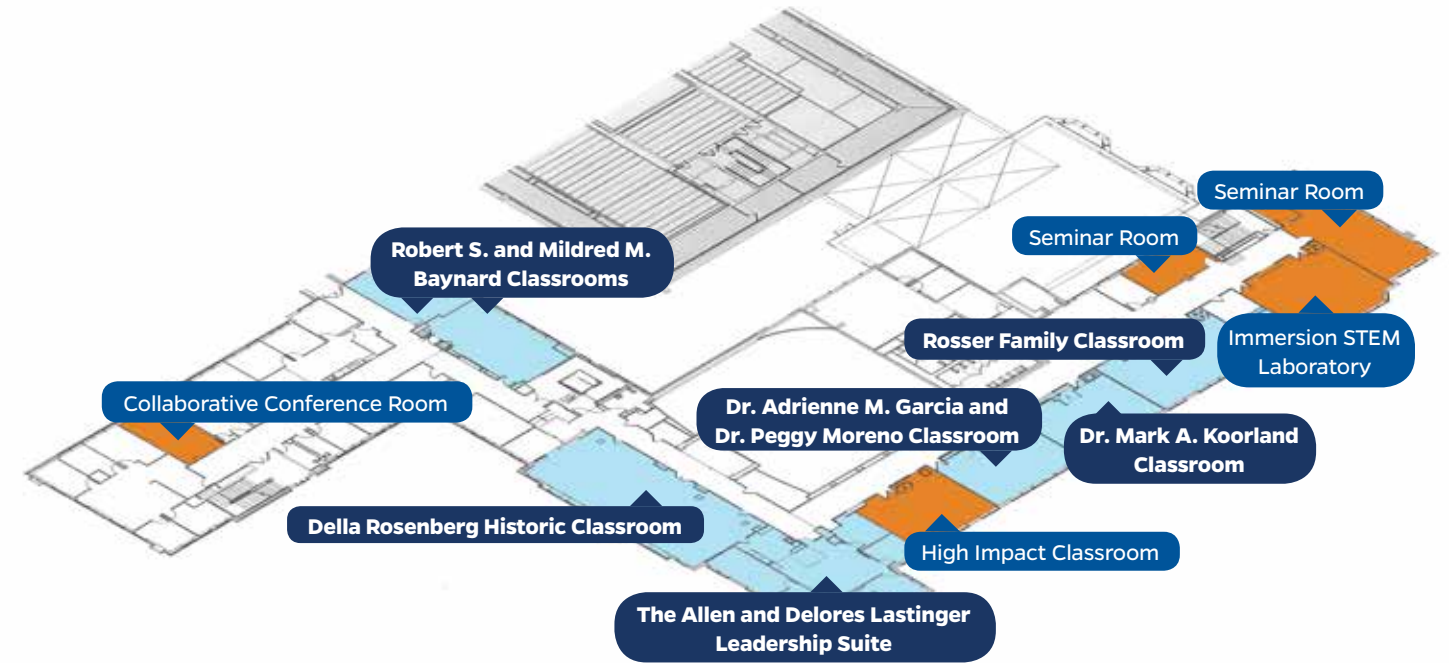 Seminar Room
Seminar Room
Robert S. and Mildred M.
Baynard Classrooms
Rosser Family Classroom
Immersion STEM
Laboratory
Collaborative Conference Room
Dr. Adrienne M. Garcia and
Dr. Peggy Moreno Classroom
Dr. Mark A. Koorland
Classroom
Della Rosenberg Historic Classroom
High Impact Classroom
The Allen and Delores Lastinger
Leadership Suite